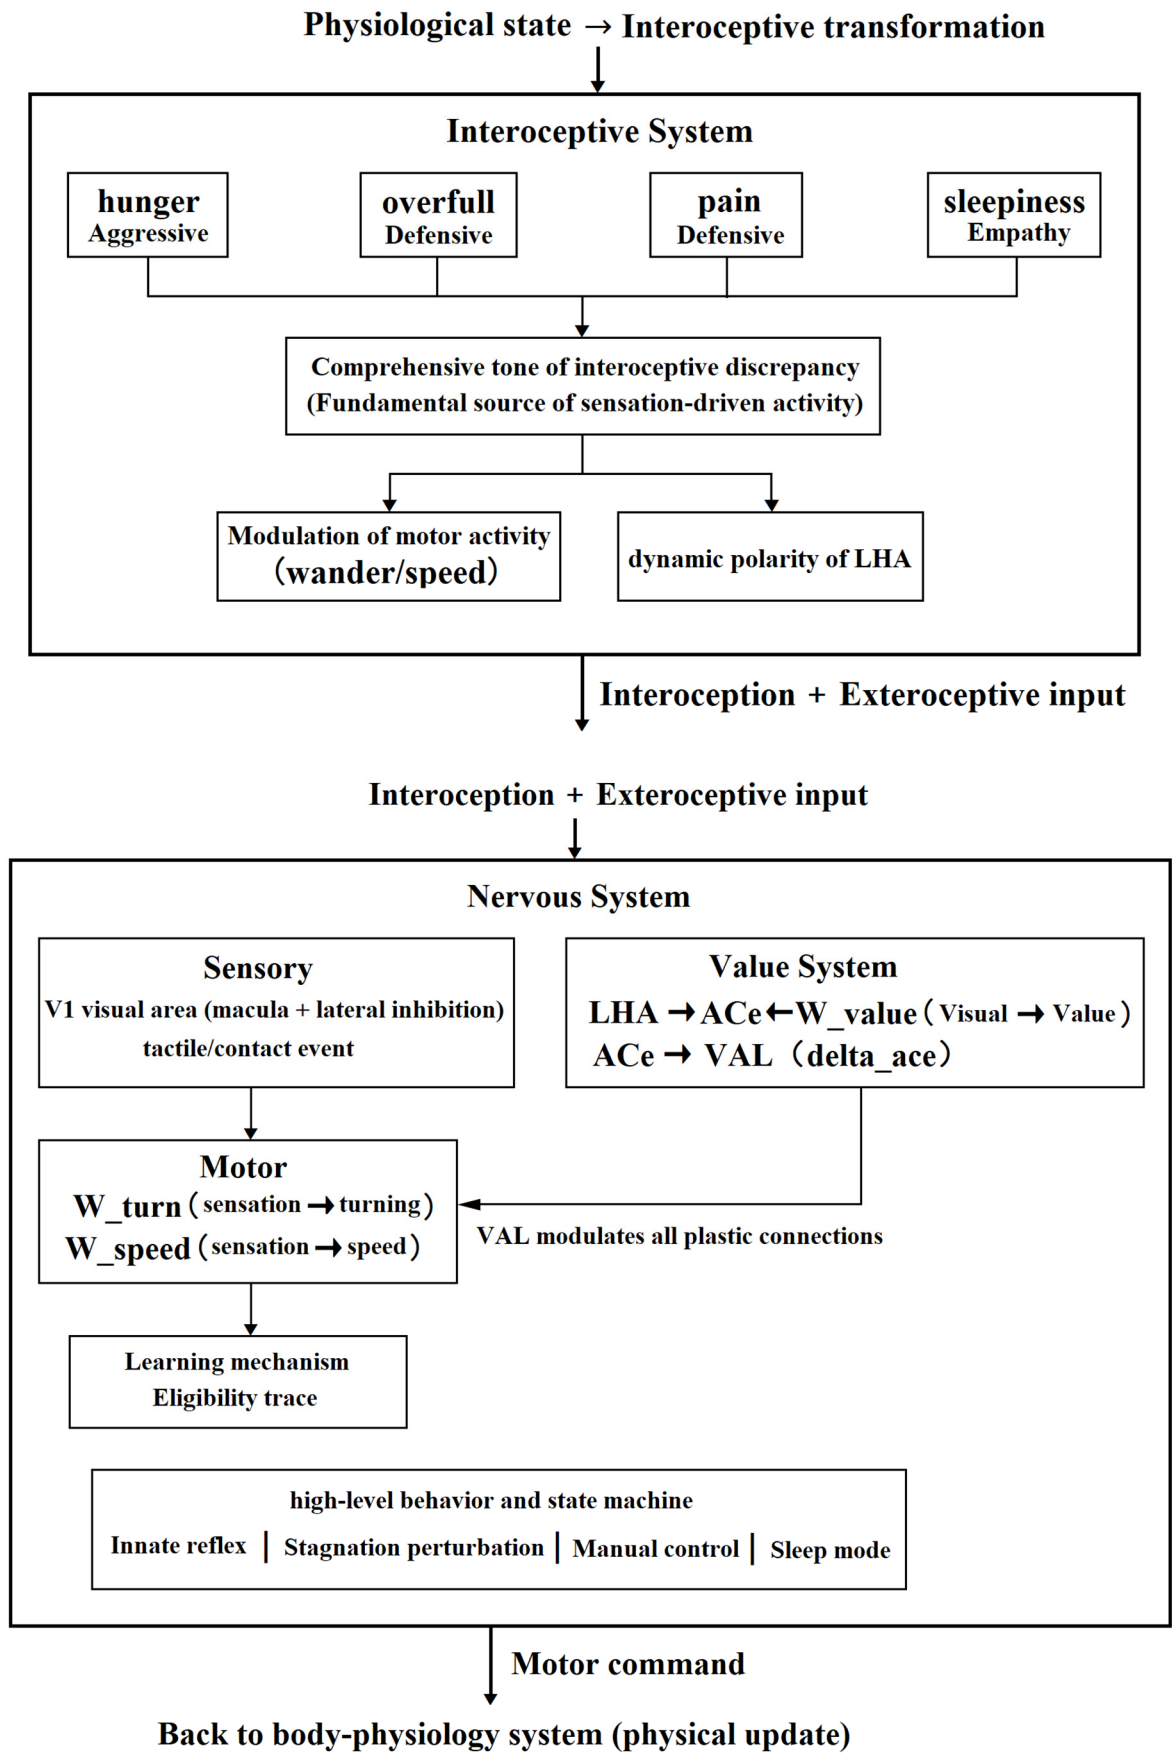 Physiological state → Interoceptive transformation
Interoceptive System
hunger
Aggressive
overfull
Defensive
pain
Defensive
sleepiness
Empathy
Comprehensive tone of interoceptive discrepancy
(Fundamental source of sensation-driven activity)
Modulation of motor activity
(wander/speed)
dynamic polarity of LHA
Interoception + Exteroceptive input
Interoception + Exteroceptive input
Nervous System
Sensory
V1 visual area (macula + lateral inhibition)
tactile/contact event
Value System
LHA → ACe ← W_value (Visual → Value)
ACe → VAL (delta_ace)
Motor
W_turn (sensation → turning)
W_speed (sensation → speed)
VAL modulates all plastic connections
Learning mechanism
Eligibility trace
high-level behavior and state machine
Innate reflex | Stagnation perturbation | Manual control | Sleep mode
Motor command
Back to body-physiology system (physical update)